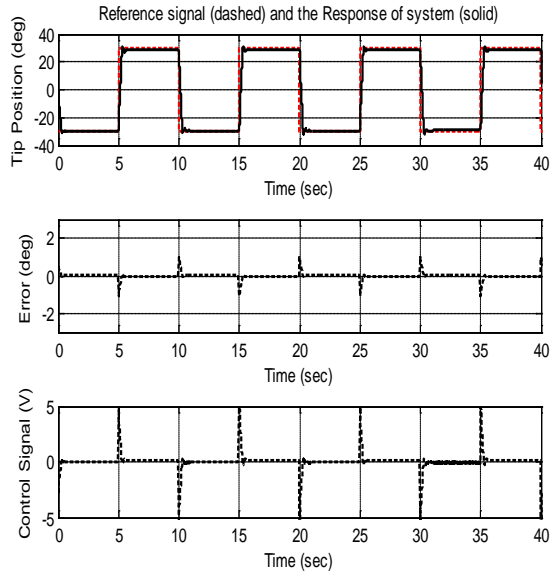 Reference signal (dashed) and the Response of system (solid)
Tip Position (deg)
40
20
0
-20
-40
0 5 10 15 20 25 30 35 40
Time (sec)
Error (deg)
2
0
-2
0 5 10 15 20 25 30 35 40
Time (sec)
Control Signal (V)
5
0
-5
0 5 10 15 20 25 30 35 40
Time (sec)